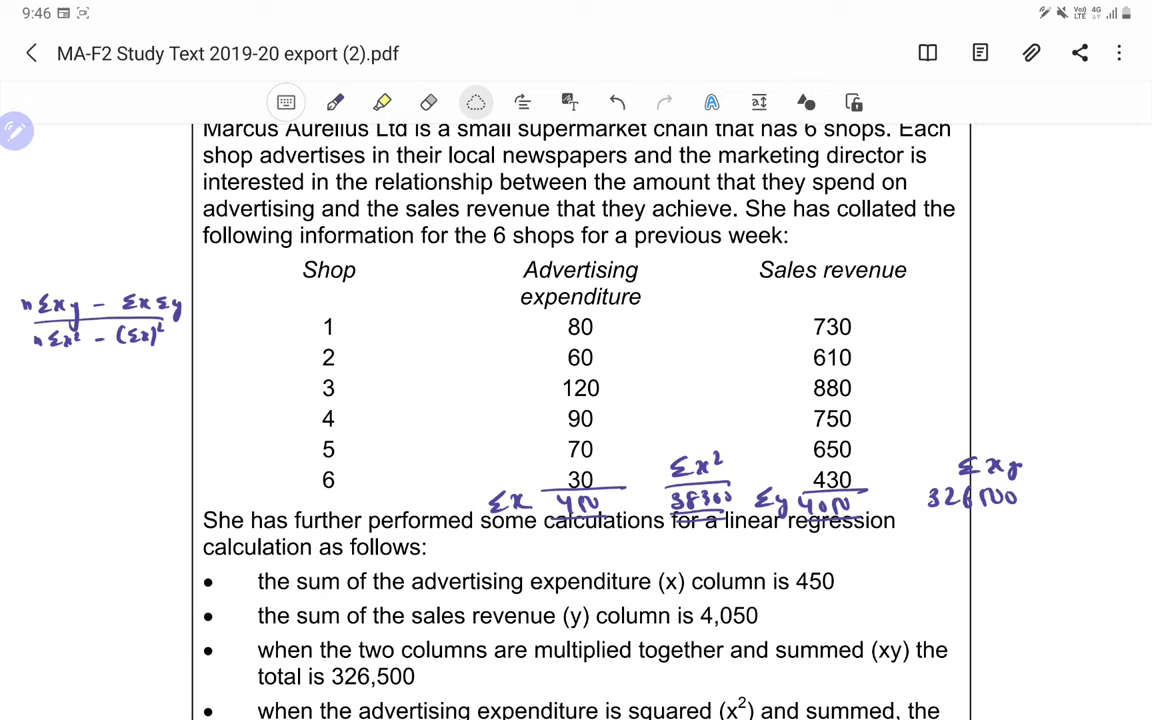 9:46 Vo)) LTE 4G
MA-F2 Study Text 2019-20 export (2).pdf
Marcus Aurelius Ltd is a small supermarket chain that has 6 shops. Each
shop advertises in their local newspapers and the marketing director is
interested in the relationship between the amount that they spend on
advertising and the sales revenue that they achieve. She has collated the
following information for the 6 shops for a previous week:
Shop Advertising expenditure Sales revenue
nΣxy - ΣxΣy
nΣx² - (Σx)²
1 80 730
2 60 610
3 120 880
4 90 750
5 70 650
6 30 430
Σx Σx² 38300 Σy Σxy
She has further performed some calculations for a linear regression
calculation as follows:
• the sum of the advertising expenditure (x) column is 450
• the sum of the sales revenue (y) column is 4,050
• when the two columns are multiplied together and summed (xy) the
total is 326,500
• when the advertising expenditure is squared (x²) and summed, the